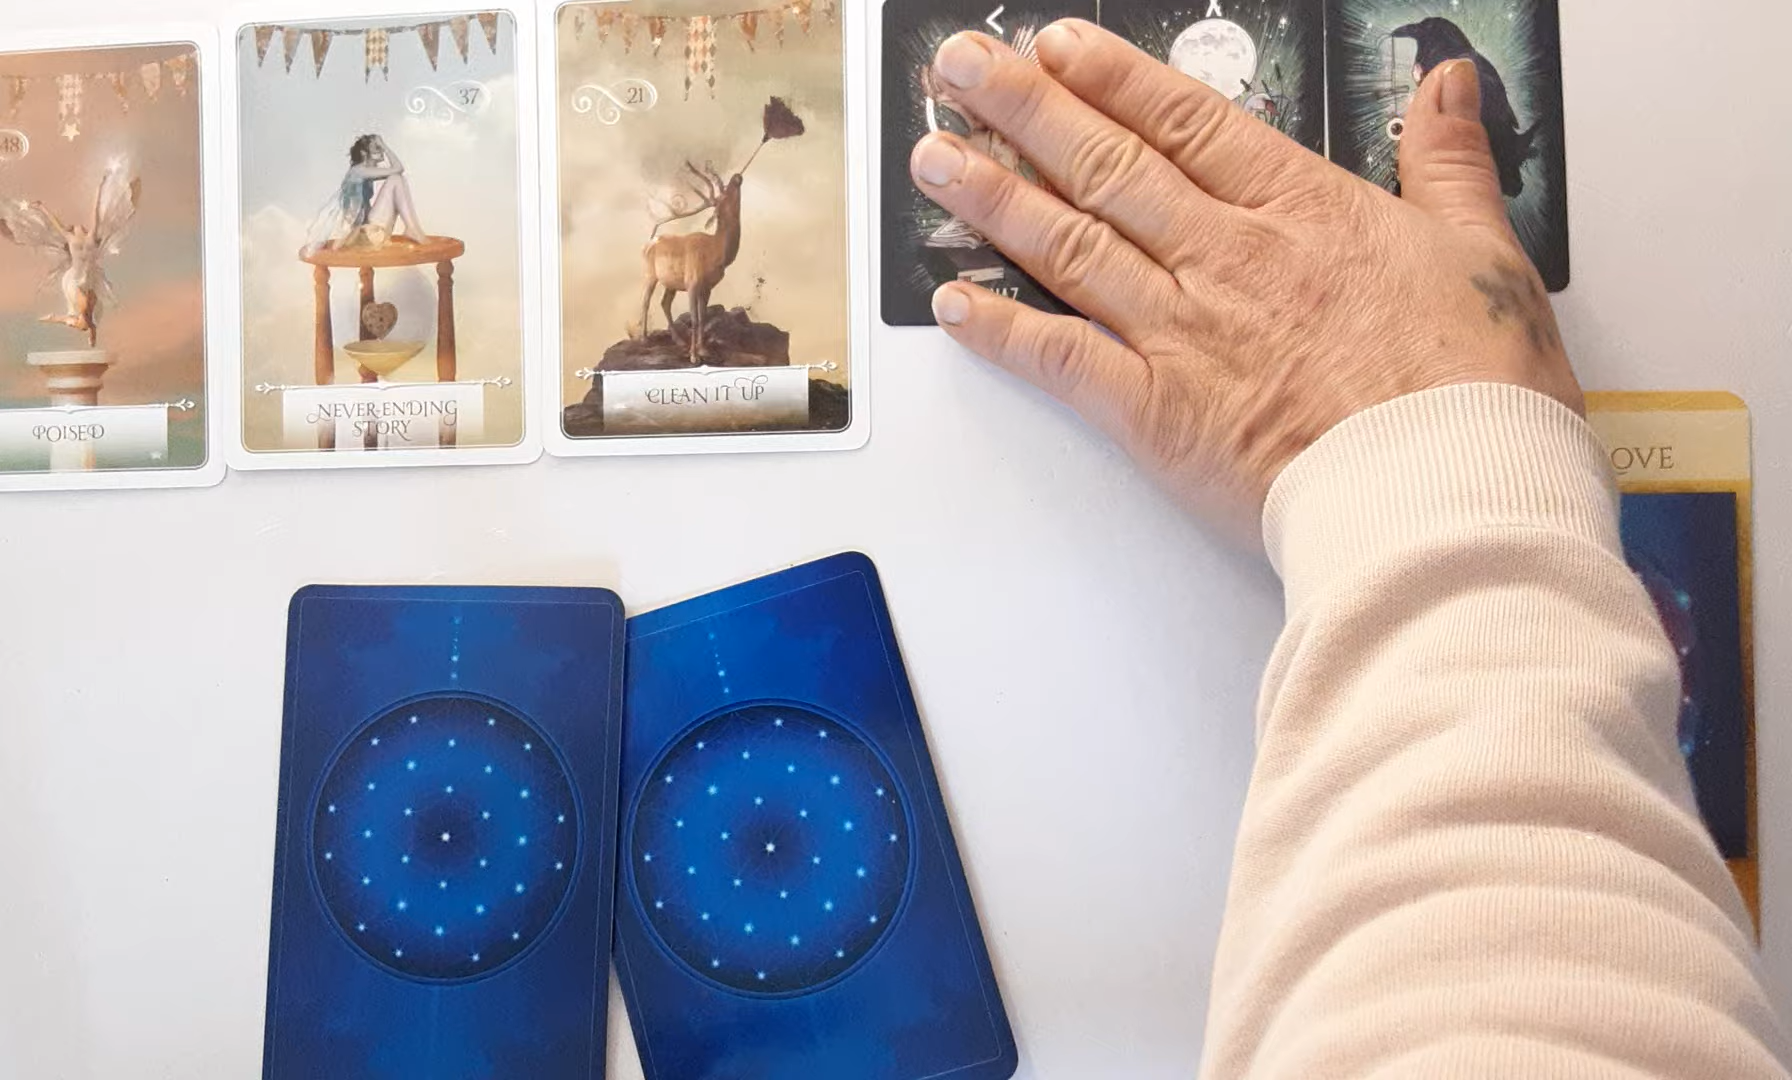 48
POISED
37
NEVER-ENDING
STORY
21
CLEAN IT UP
OVE